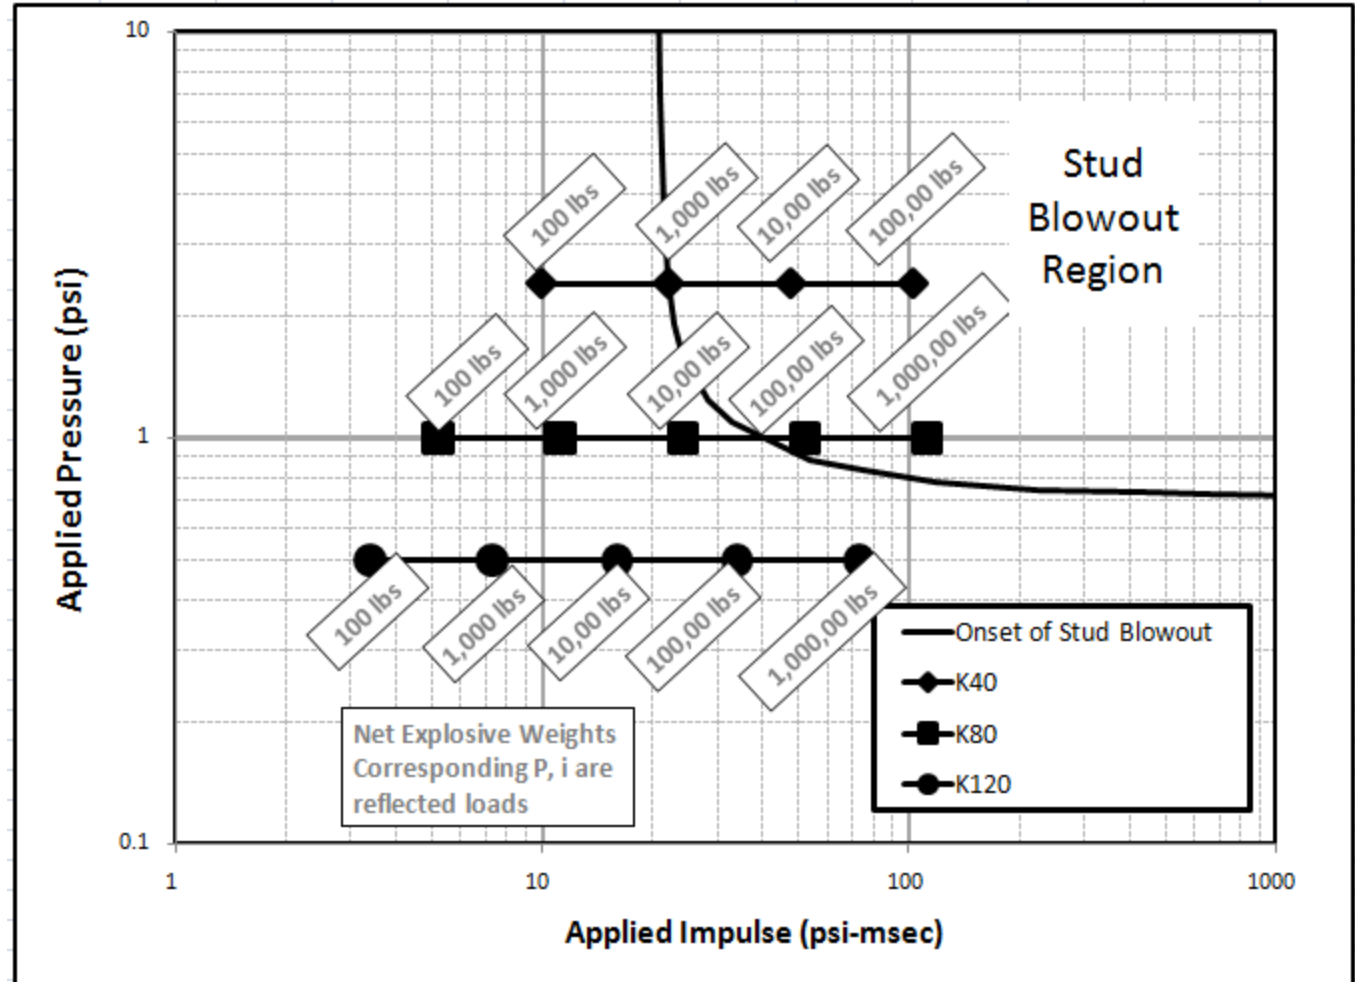 10
Stud
Blowout
Region
100 lbs
1,000 lbs
10,00 lbs
100,00 lbs
100 lbs
1,000 lbs
10,00 lbs
100,00 lbs
1,000,00 lbs
Applied Pressure (psi)
1
100 lbs
1,000 lbs
10,00 lbs
100,00 lbs
1,000,00 lbs
Onset of Stud Blowout
K40
K80
K120
Net Explosive Weights
Corresponding P, i are
reflected loads
0.1
1
10
100
1000
Applied Impulse (psi-msec)